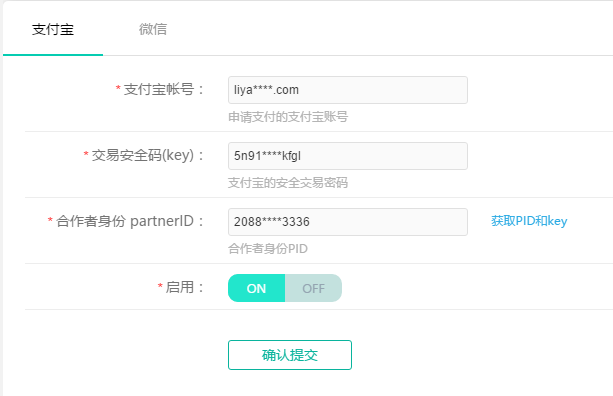 支付宝 微信
* 支付宝帐号： liya****.com
申请支付的支付宝账号
* 交易安全码(key)： 5n91****kfgl
支付宝的安全交易密码
* 合作者身份 partnerID： 2088****3336 获取PID和key
合作者身份PID
* 启用： ON OFF
确认提交